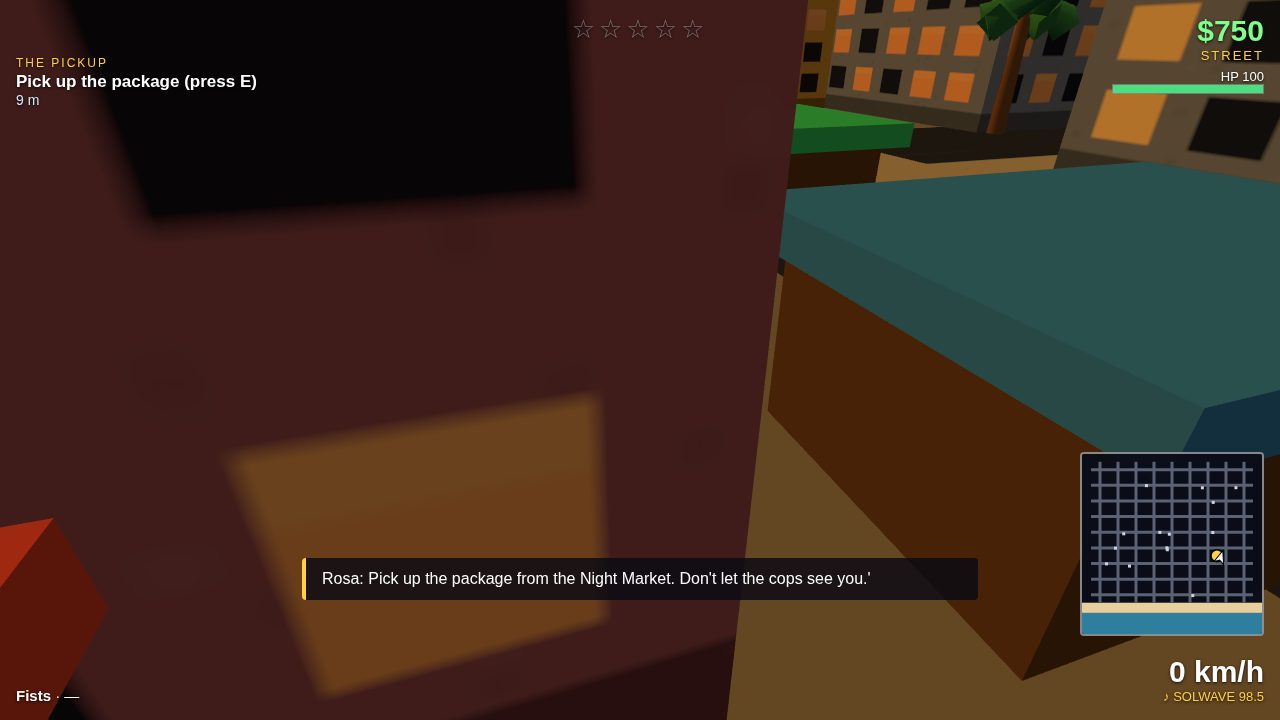 ☆☆☆☆☆
THE PICKUP
Pick up the package (press E)
9 m
$750
STREET
HP 100
Rosa: Pick up the package from the Night Market. Don't let the cops see you.'
Fists · —
0 km/h
♪ SOLWAVE 98.5